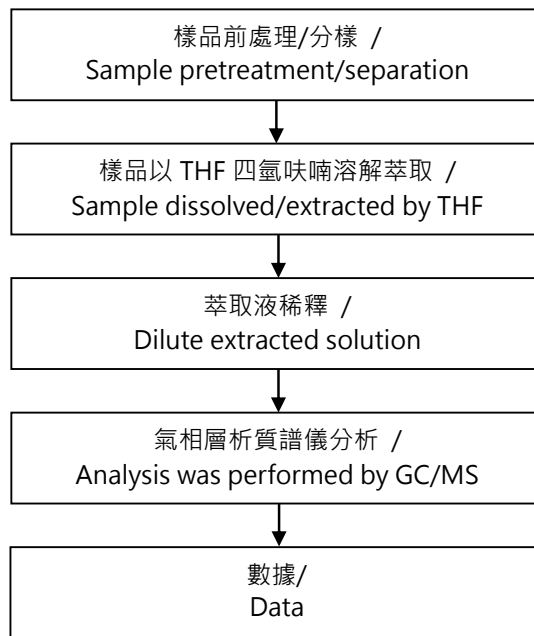 樣品前處理/分樣 /
Sample pretreatment/separation
樣品以 THF 四氫呋喃溶解萃取 /
Sample dissolved/extracted by THF
萃取液稀釋 /
Dilute extracted solution
氣相層析質譜儀分析 /
Analysis was performed by GC/MS
數據/
Data